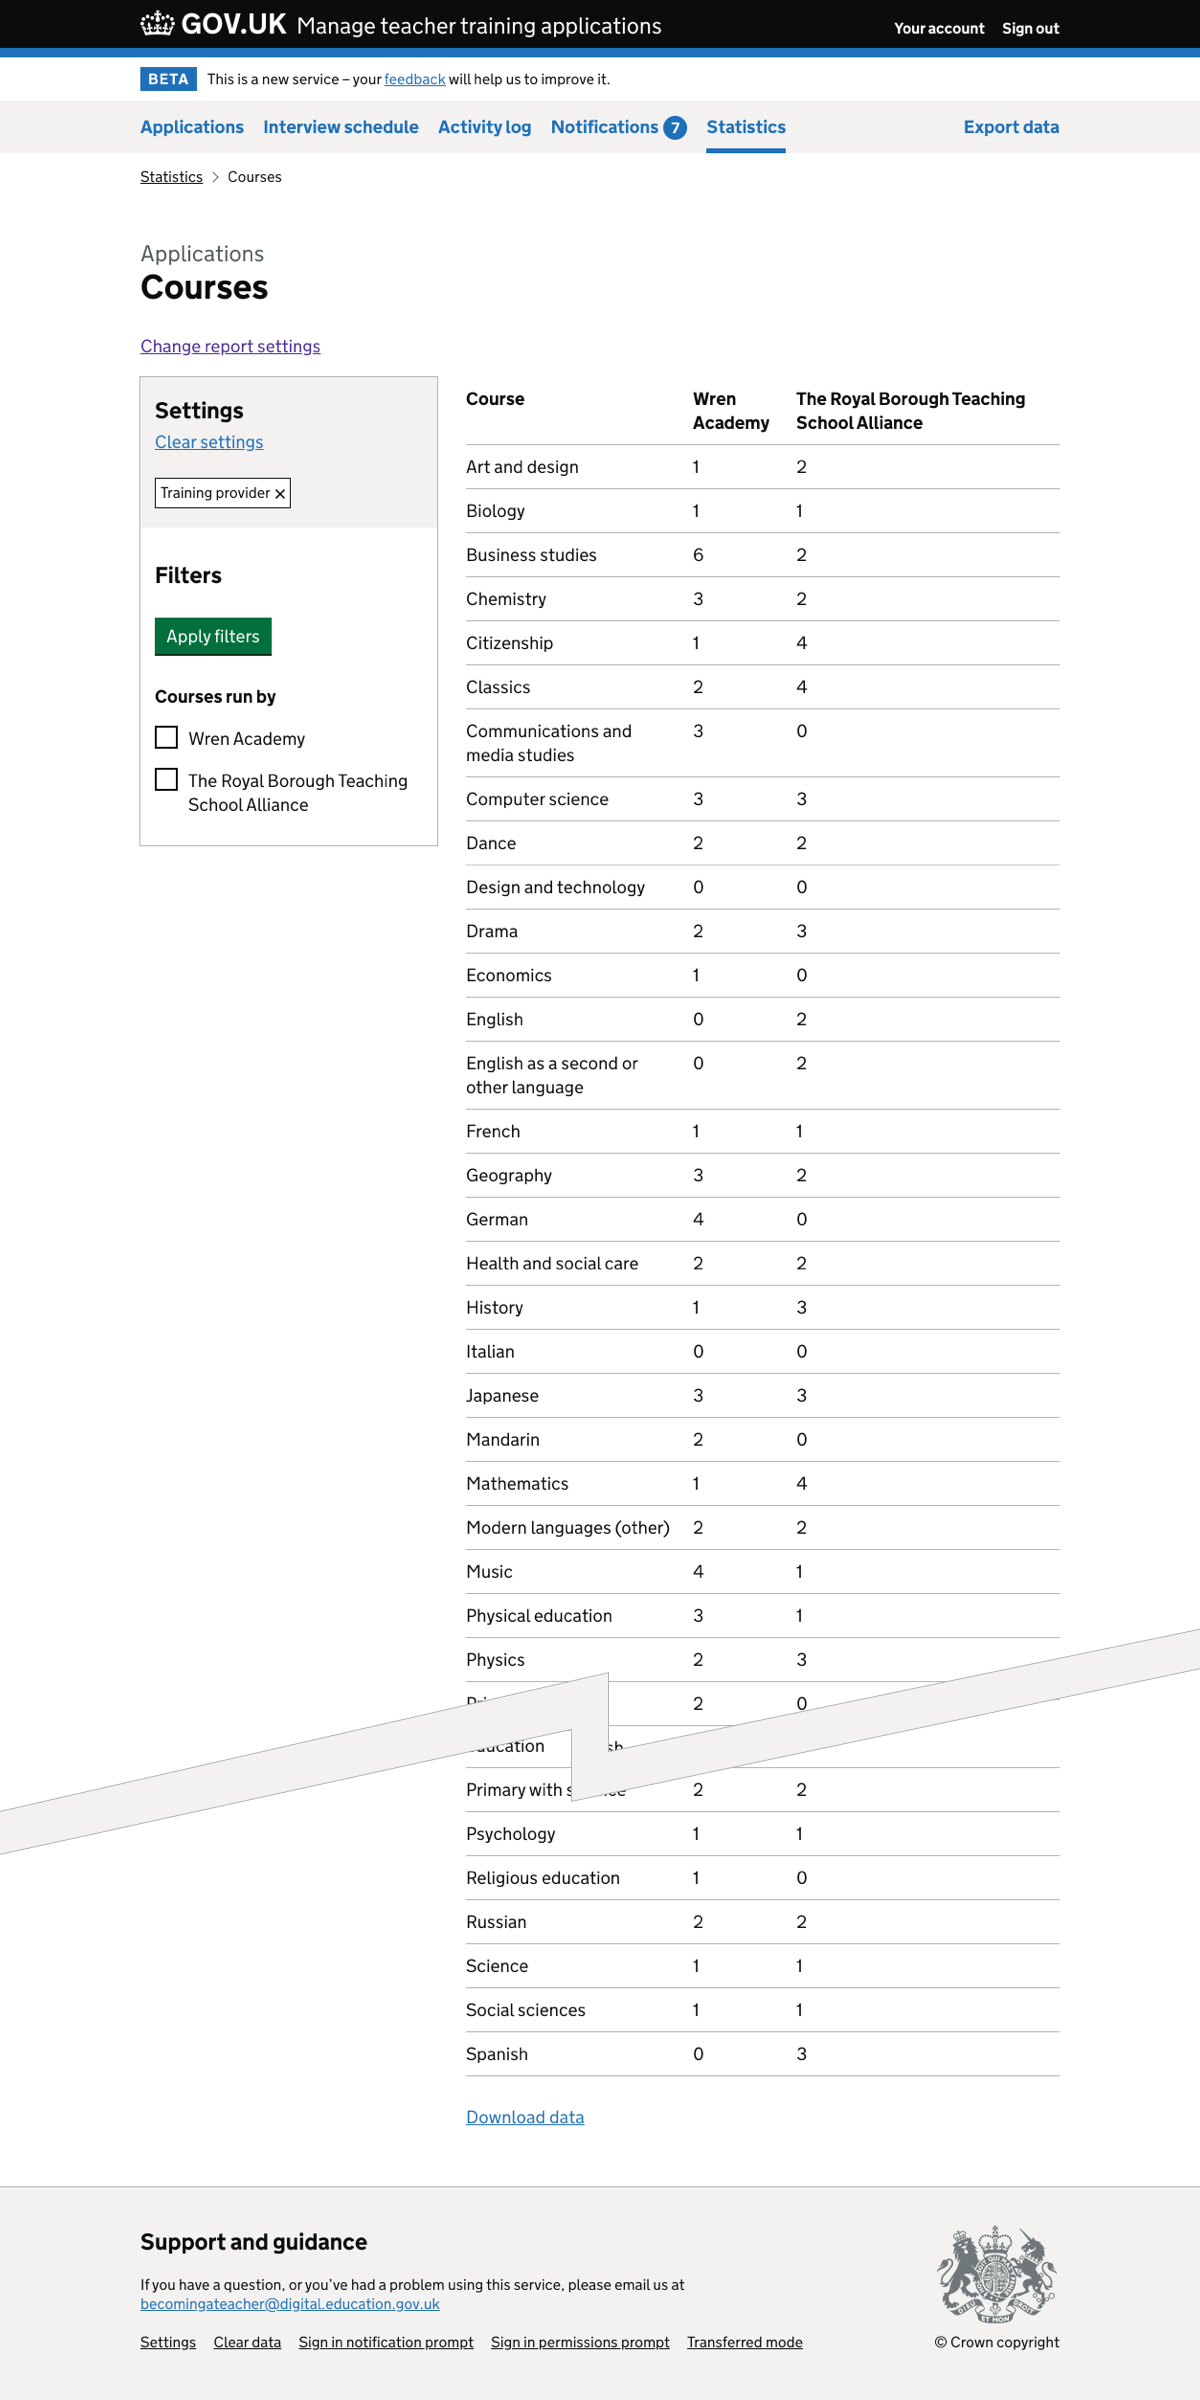 GOV.UK Manage teacher training applications Your account Sign out
BETA This is a new service – your feedback will help us to improve it.
Applications Interview schedule Activity log Notifications 7 Statistics Export data
Statistics > Courses
Applications
Courses
Change report settings
Settings
Clear settings
Training provider ×
Filters
Apply filters
Courses run by
Wren Academy
The Royal Borough Teaching
School Alliance
Course Wren The Royal Borough Teaching
Academy School Alliance
Art and design 1 2
Biology 1 1
Business studies 6 2
Chemistry 3 2
Citizenship 1 4
Classics 2 4
Communications and 3 0
media studies
Computer science 3 3
Dance 2 2
Design and technology 0 0
Drama 2 3
Economics 1 0
English 0 2
English as a second or 0 2
other language
French 1 1
Geography 3 2
German 4 0
Health and social care 2 2
History 1 3
Italian 0 0
Japanese 3 3
Mandarin 2 0
Mathematics 1 4
Modern languages (other) 2 2
Music 4 1
Physical education 3 1
Physics 2 3
2 0
Primary with 2 2
Psychology 1 1
Religious education 1 0
Russian 2 2
Science 1 1
Social sciences 1 1
Spanish 0 3
Download data
Support and guidance
If you have a question, or you've had a problem using this service, please email us at
becomingateacher@digital.education.gov.uk
Settings Clear data Sign in notification prompt Sign in permissions prompt Transferred mode © Crown copyright